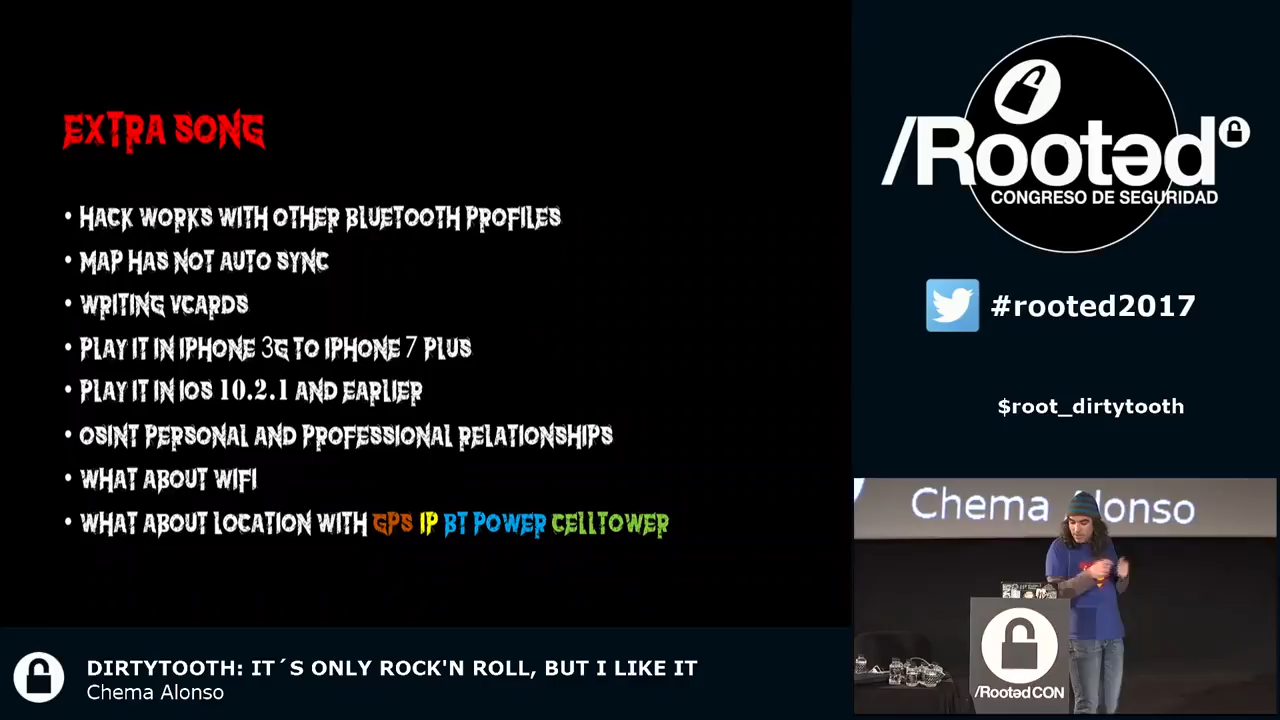 EXTRA SONG
• HACK WORKS WITH OTHER BLUETOOTH PROFILES
• MAP HAS NOT AUTO SYNC
• WRITING VCARDS
• PLAY IT IN IPHONE 3G TO IPHONE 7 PLUS
• PLAY IT IN IOS 10.2.1 AND EARLIER
• OSINT PERSONAL AND PROFESSIONAL RELATIONSHIPS
• WHAT ABOUT WIFI
• WHAT ABOUT LOCATION WITH GPS IP BT POWER CELLTOWER
/Rootəd
CONGRESO DE SEGURIDAD
#rooted2017
$root_dirtytooth
Chema Alonso
/RootedCON
DIRTYTOOTH: IT´S ONLY ROCK'N ROLL, BUT I LIKE IT
Chema Alonso